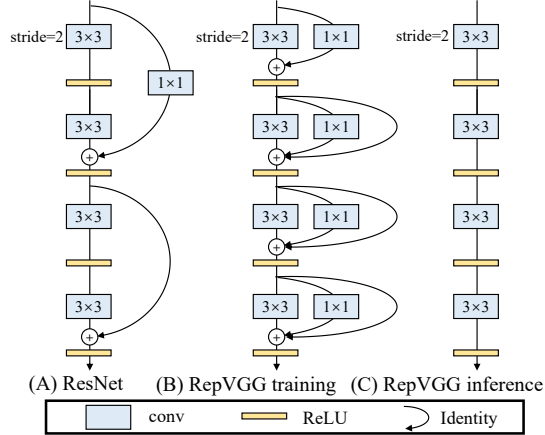 stride=2 3×3 stride=2 3×3 1×1 stride=2 3×3
1×1
3×3 3×3 1×1 3×3
3×3 3×3 1×1 3×3
3×3 3×3 1×1 3×3
(A) ResNet (B) RepVGG training (C) RepVGG inference
conv ReLU Identity